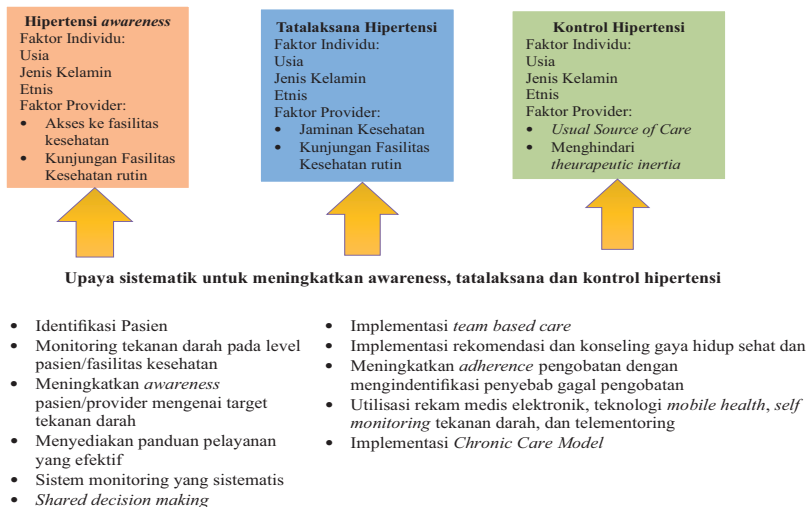 Hipertensi awareness
Faktor Individu:
Usia
Jenis Kelamin
Etnis
Faktor Provider:
• Akses ke fasilitas
kesehatan
• Kunjungan Fasilitas
Kesehatan rutin
Tatalaksana Hipertensi
Faktor Individu:
Usia
Jenis Kelamin
Etnis
Faktor Provider:
• Jaminan Kesehatan
• Kunjungan Fasilitas
Kesehatan rutin
Kontrol Hipertensi
Faktor Individu:
Usia
Jenis Kelamin
Etnis
Faktor Provider:
• Usual Source of Care
• Menghindari
theurapeutic inertia
Upaya sistematik untuk meningkatkan awareness, tatalaksana dan kontrol hipertensi
• Identifikasi Pasien
• Monitoring tekanan darah pada level
pasien/fasilitas kesehatan
• Meningkatkan awareness
pasien/provider mengenai target
tekanan darah
• Menyediakan panduan pelayanan
yang efektif
• Sistem monitoring yang sistematis
• Shared decision making
• Implementasi team based care
• Implementasi rekomendasi dan konseling gaya hidup sehat dan
• Meningkatkan adherence pengobatan dengan
mengidentifikasi penyebab gagal pengobatan
• Utilisasi rekam medis elektronik, teknologi mobile health, self
monitoring tekanan darah, dan telementoring
• Implementasi Chronic Care Model